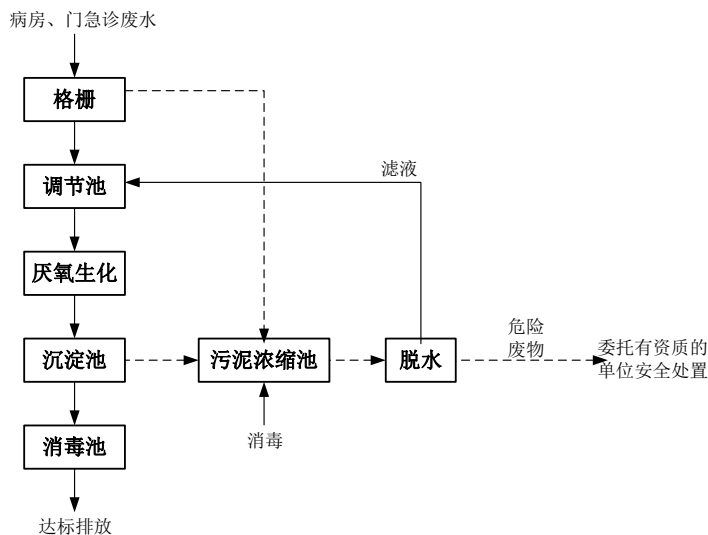 病房、门急诊废水
格栅
滤液
调节池
厌氧生化
危险
废物
沉淀池
污泥浓缩池
脱水
委托有资质的
单位安全处置
消毒池
消毒
达标排放